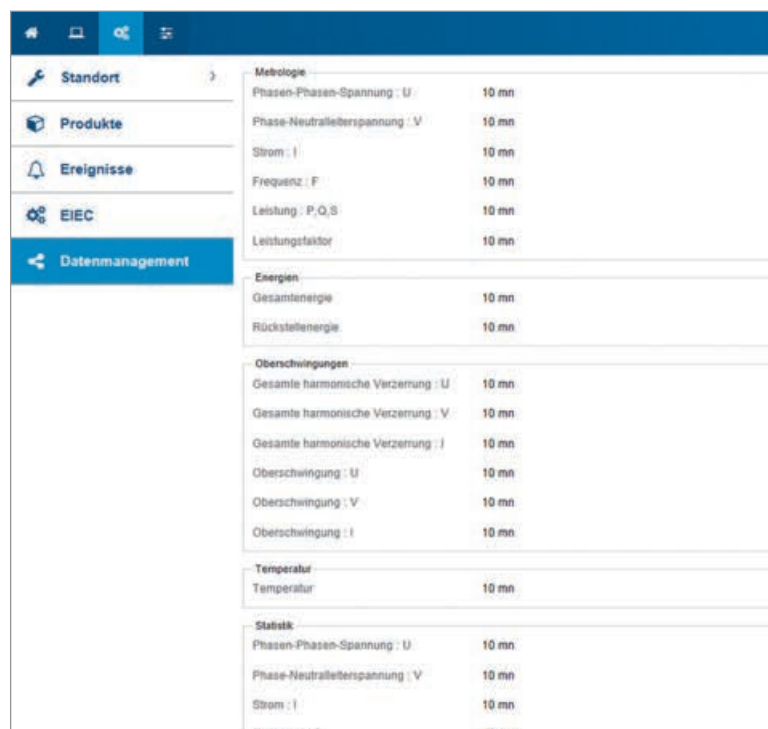 Standort
Produkte
Ereignisse
EIEC
Datenmanagement
Metrologie
Phasen-Phasen-Spannung : U 10 mn
Phase-Neutralleiterspannung : V 10 mn
Strom : I 10 mn
Frequenz : F 10 mn
Leistung : P,Q,S 10 mn
Leistungsfaktor 10 mn
Energien
Gesamtenergie 10 mn
Rückstellenergie 10 mn
Oberschwingungen
Gesamte harmonische Verzerrung : U 10 mn
Gesamte harmonische Verzerrung : V 10 mn
Gesamte harmonische Verzerrung : I 10 mn
Oberschwingung : U 10 mn
Oberschwingung : V 10 mn
Oberschwingung : I 10 mn
Temperatur
Temperatur 10 mn
Statistik
Phasen-Phasen-Spannung : U 10 mn
Phase-Neutralleiterspannung : V 10 mn
Strom : I 10 mn